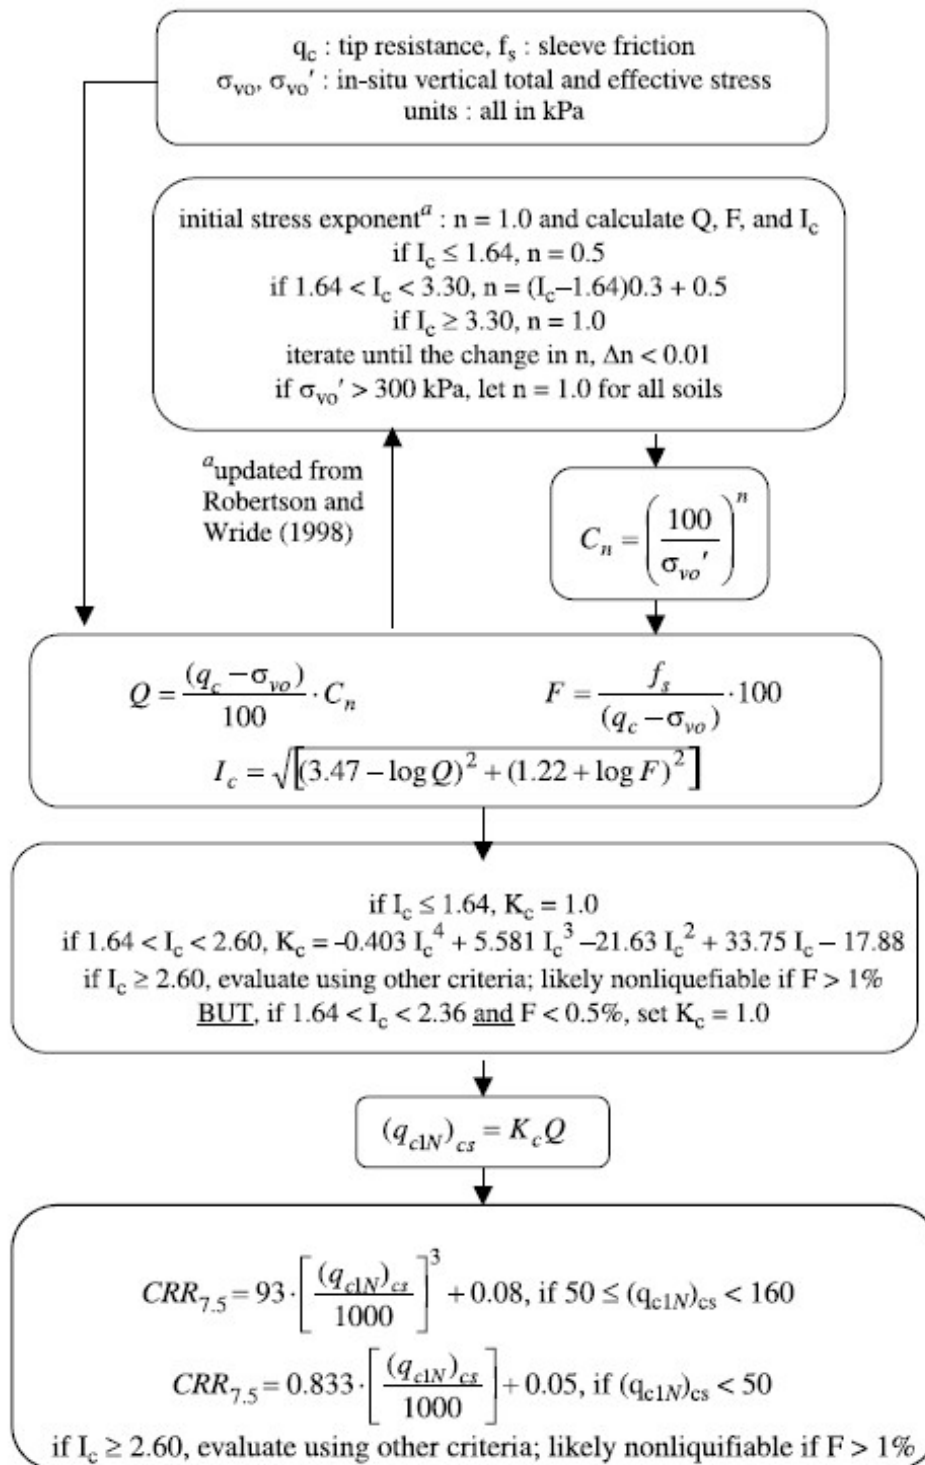 q_c : tip resistance, f_s : sleeve friction
σ_vo, σ_vo′ : in-situ vertical total and effective stress
units : all in kPa
initial stress exponent^a : n = 1.0 and calculate Q, F, and I_c
if I_c ≤ 1.64, n = 0.5
if 1.64 < I_c < 3.30, n = (I_c–1.64)0.3 + 0.5
if I_c ≥ 3.30, n = 1.0
iterate until the change in n, Δn < 0.01
if σ_vo′ > 300 kPa, let n = 1.0 for all soils
^a updated from
Robertson and
Wride (1998)
C_n = (100 / σ_vo′)^n
Q = (q_c – σ_vo) / 100 · C_n
F = f_s / (q_c – σ_vo) · 100
I_c = √[(3.47 – log Q)^2 + (1.22 + log F)^2]
if I_c ≤ 1.64, K_c = 1.0
if 1.64 < I_c < 2.60, K_c = -0.403 I_c^4 + 5.581 I_c^3 –21.63 I_c^2 + 33.75 I_c – 17.88
if I_c ≥ 2.60, evaluate using other criteria; likely nonliquefiable if F > 1%
BUT, if 1.64 < I_c < 2.36 and F < 0.5%, set K_c = 1.0
(q_c1N)_cs = K_c Q
CRR_7.5 = 93 · [(q_c1N)_cs / 1000]^3 + 0.08, if 50 ≤ (q_c1N)_cs < 160
CRR_7.5 = 0.833 · [(q_c1N)_cs / 1000] + 0.05, if (q_c1N)_cs < 50
if I_c ≥ 2.60, evaluate using other criteria; likely nonliquifiable if F > 1%